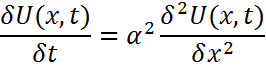 δU(x,t)/δt = α² δ²U(x,t)/δx²